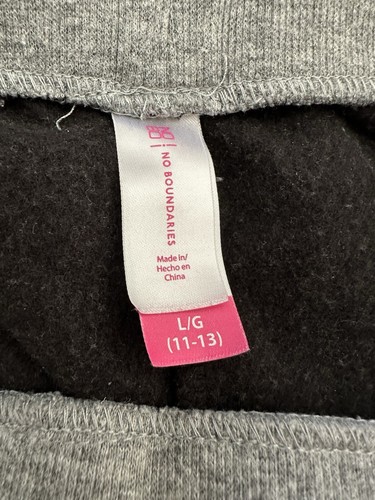 NO BOUNDARIES
Made in/
Hecho en
China
L/G
(11-13)